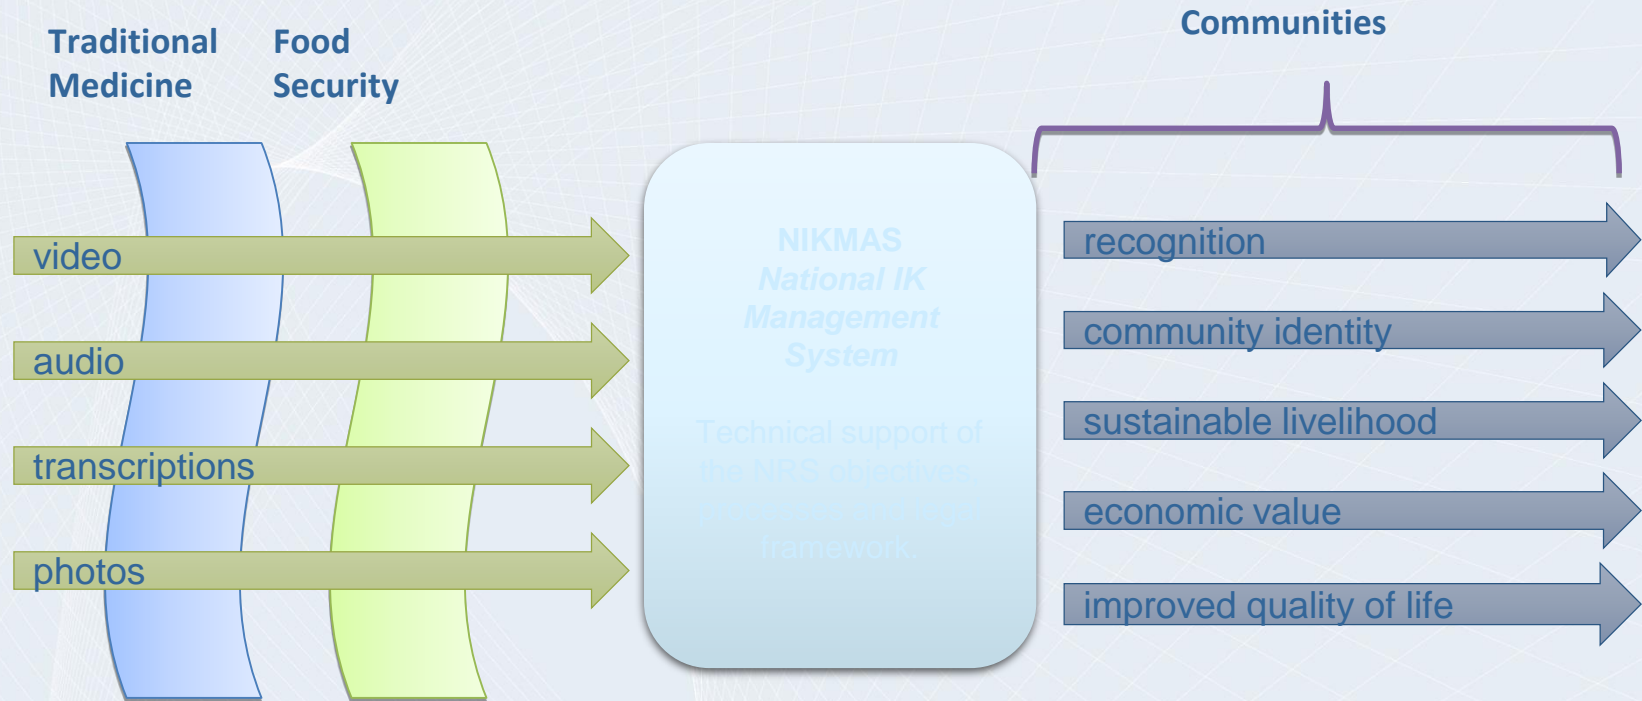 Traditional
Medicine
Food
Security
Communities
video
audio
transcriptions
photos
NIKMAS
National IK
Management
System
Technical support of
the NRS objectives,
framework.
recognition
community identity
sustainable livelihood
economic value
improved quality of life